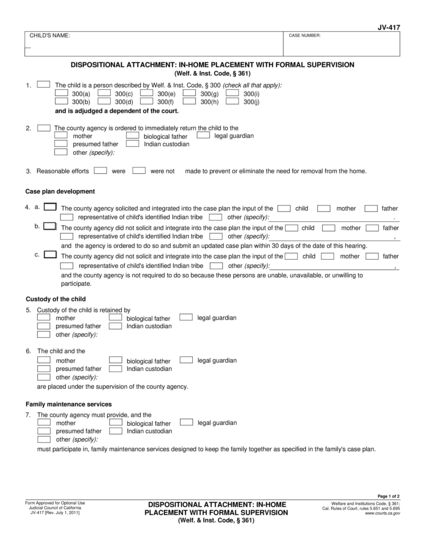 JV-417
CHILD'S NAME:
CASE NUMBER:
DISPOSITIONAL ATTACHMENT: IN-HOME PLACEMENT WITH FORMAL SUPERVISION
(Welf. & Inst. Code, § 361)
1. The child is a person described by Welf. & Inst. Code, § 300 (check all that apply):
300(a) 300(c) 300(e) 300(g) 300(i)
300(b) 300(d) 300(f) 300(h) 300(j)
and is adjudged a dependent of the court.
2. The county agency is ordered to immediately return the child to the
mother biological father legal guardian
presumed father Indian custodian
other (specify):
3. Reasonable efforts were were not made to prevent or eliminate the need for removal from the home.
Case plan development
4. a. The county agency solicited and integrated into the case plan the input of the child mother father
representative of child's identified Indian tribe other (specify): .
b. The county agency did not solicit and integrate into the case plan the input of the child mother father
representative of child's identified Indian tribe other (specify): ,
and the agency is ordered to do so and submit an updated case plan within 30 days of the date of this hearing.
c. The county agency did not solicit and integrate into the case plan the input of the child mother father
representative of child's identified Indian tribe other (specify): ,
and the county agency is not required to do so because these persons are unable, unavailable, or unwilling to
participate.
Custody of the child
5. Custody of the child is retained by
mother biological father legal guardian
presumed father Indian custodian
other (specify):
6. The child and the
mother biological father legal guardian
presumed father Indian custodian
other (specify):
are placed under the supervision of the county agency.
Family maintenance services
7. The county agency must provide, and the
mother biological father legal guardian
presumed father Indian custodian
other (specify):
must participate in, family maintenance services designed to keep the family together as specified in the family's case plan.
Page 1 of 2
Form Approved for Optional Use
Judicial Council of California
JV-417 [Rev. July 1, 2011]
DISPOSITIONAL ATTACHMENT: IN-HOME
PLACEMENT WITH FORMAL SUPERVISION
(Welf. & Inst. Code, § 361)
Welfare and Institutions Code, § 361;
Cal. Rules of Court, rules 5.651 and 5.695
www.courts.ca.gov